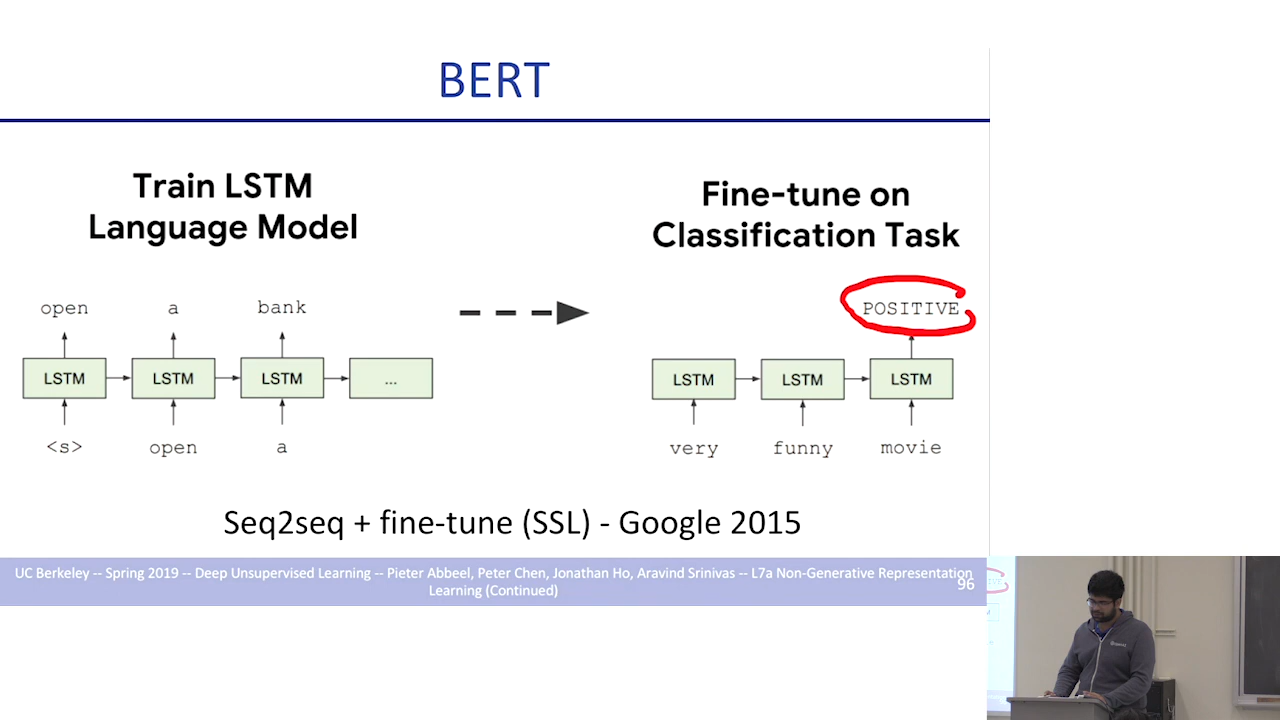 BERT
Train LSTM
Language Model
Fine-tune on
Classification Task
open a bank
POSITIVE
LSTM LSTM LSTM ...
LSTM LSTM LSTM
<s> open a
very funny movie
Seq2seq + fine-tune (SSL) - Google 2015
UC Berkeley -- Spring 2019 -- Deep Unsupervised Learning -- Pieter Abbeel, Peter Chen, Jonathan Ho, Aravind Srinivas -- L7a Non-Generative Representation
Learning (Continued)
96